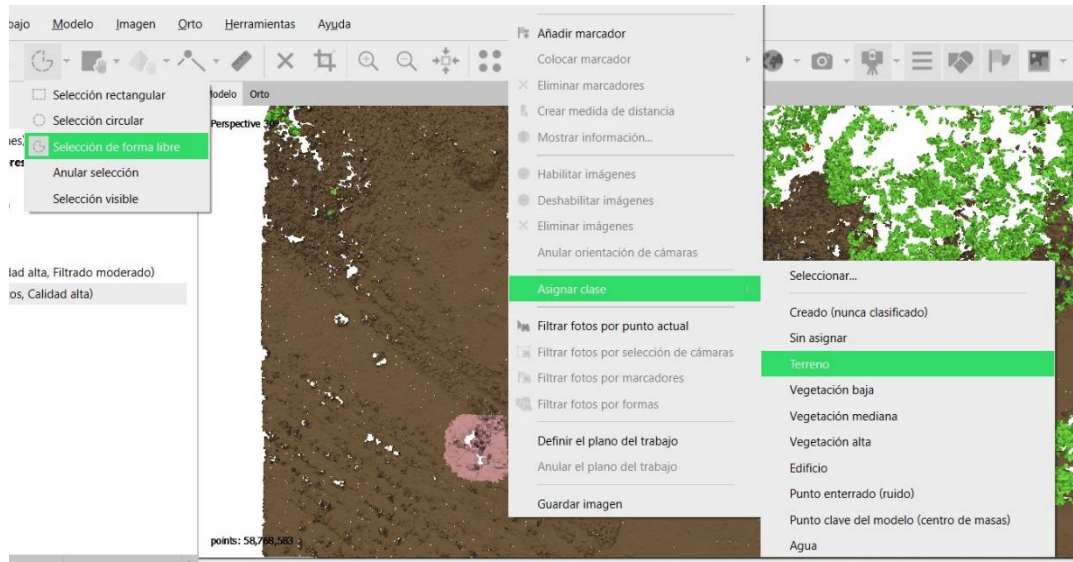 Modelo Imagen Orto Herramientas Ayuda
Selección rectangular
Selección circular
Selección de forma libre
Anular selección
Selección visible
ad alta, Filtrado moderado)
os, Calidad alta)
Modelo Orto
Perspective 30°
points: 58,768,583
Añadir marcador
Colocar marcador
Eliminar marcadores
Crear medida de distancia
Mostrar información...
Habilitar imágenes
Deshabilitar imágenes
Eliminar imágenes
Anular orientación de cámaras
Asignar clase
Filtrar fotos por punto actual
Filtrar fotos por selección de cámaras
Filtrar fotos por marcadores
Filtrar fotos por formas
Definir el plano del trabajo
Anular el plano del trabajo
Guardar imagen
Seleccionar...
Creado (nunca clasificado)
Sin asignar
Terreno
Vegetación baja
Vegetación mediana
Vegetación alta
Edificio
Punto enterrado (ruido)
Punto clave del modelo (centro de masas)
Agua